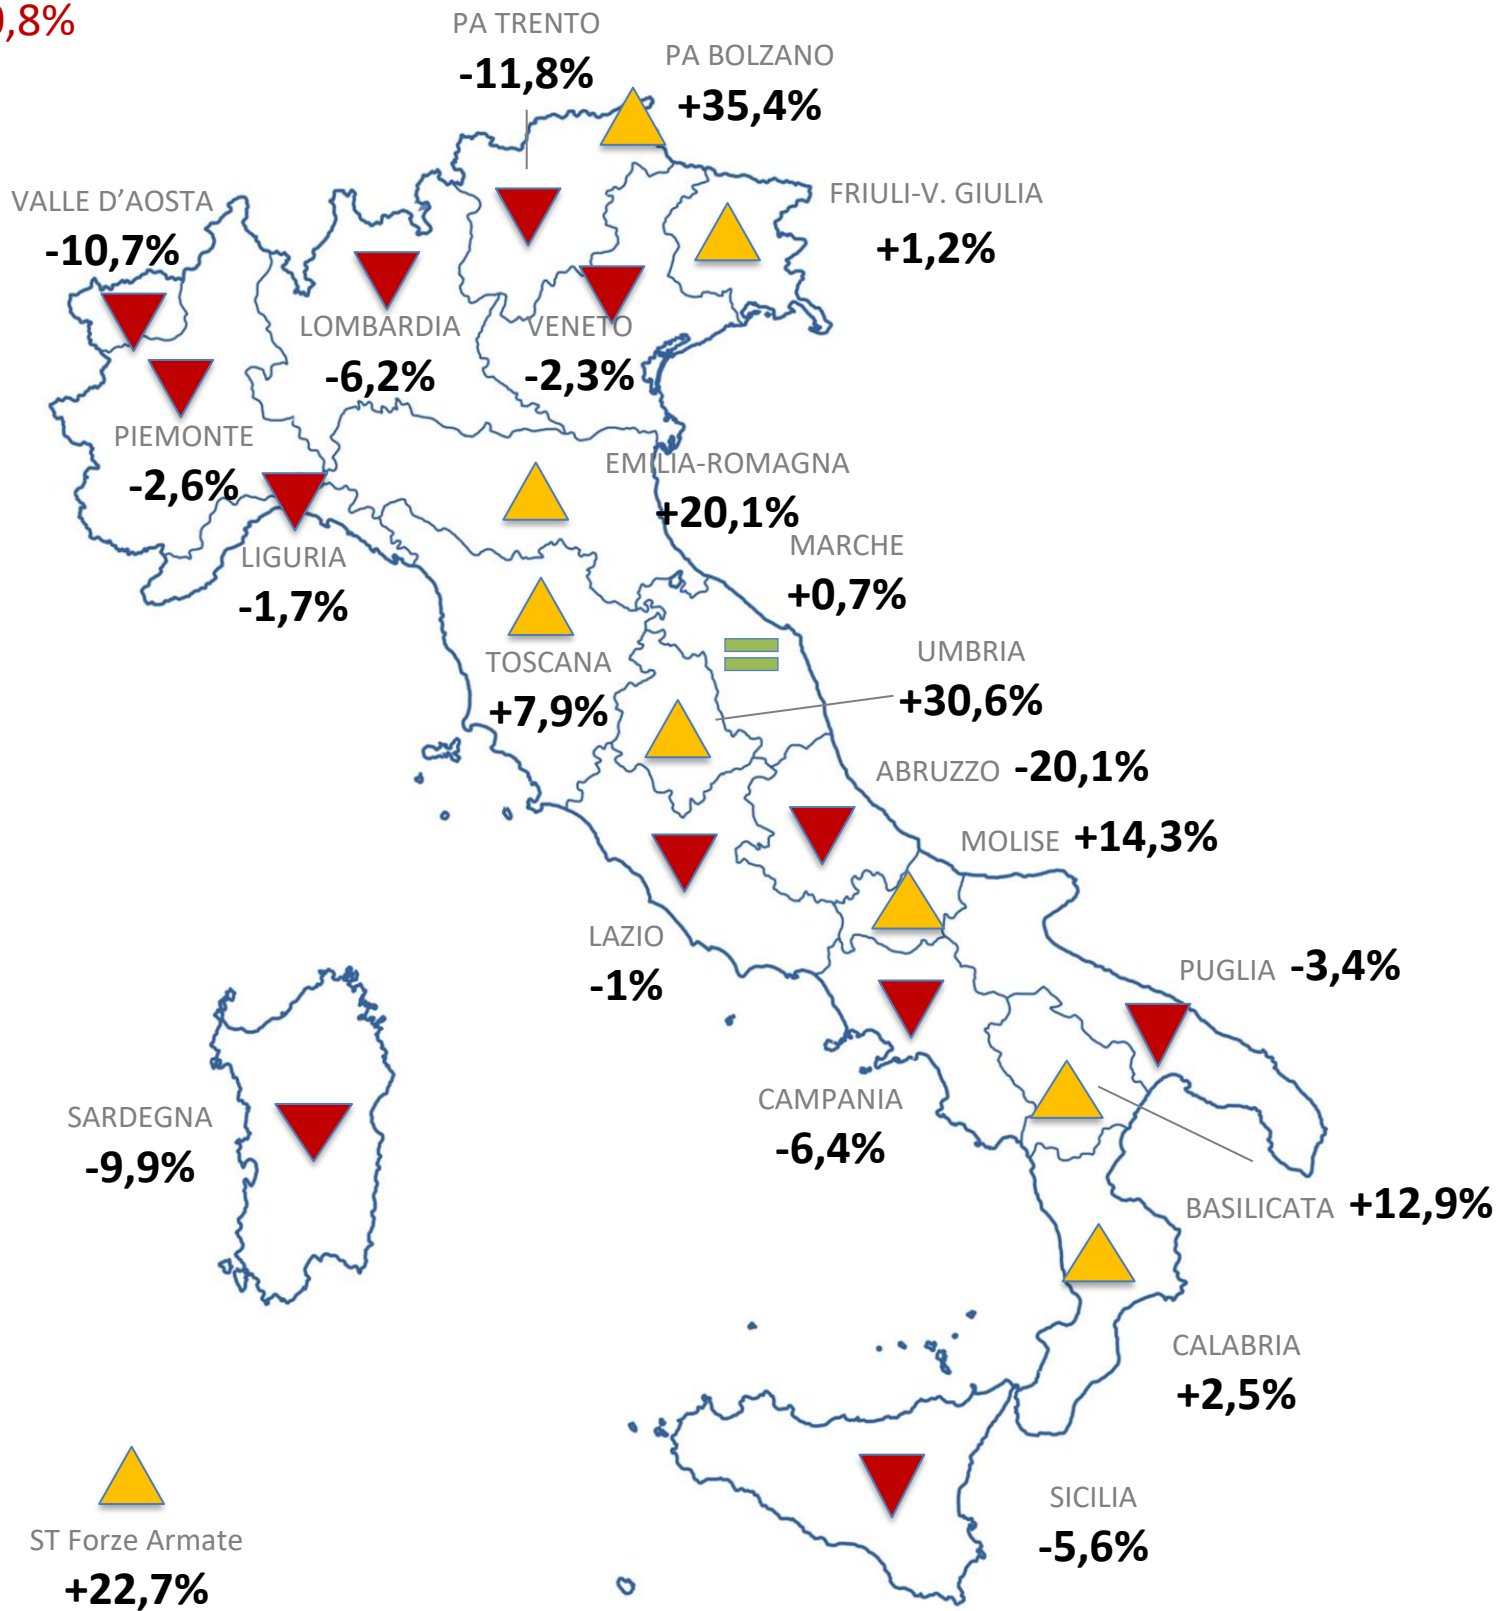 0,8%
PA TRENTO
-11,8%
PA BOLZANO
+35,4%
VALLE D’AOSTA
-10,7%
FRIULI-V. GIULIA
+1,2%
LOMBARDIA
-6,2%
VENETO
-2,3%
PIEMONTE
-2,6%
EMILIA-ROMAGNA
+20,1%
LIGURIA
-1,7%
MARCHE
+0,7%
TOSCANA
+7,9%
UMBRIA
+30,6%
ABRUZZO -20,1%
MOLISE +14,3%
LAZIO
-1%
PUGLIA -3,4%
CAMPANIA
-6,4%
SARDEGNA
-9,9%
BASILICATA +12,9%
CALABRIA
+2,5%
SICILIA
-5,6%
ST Forze Armate
+22,7%